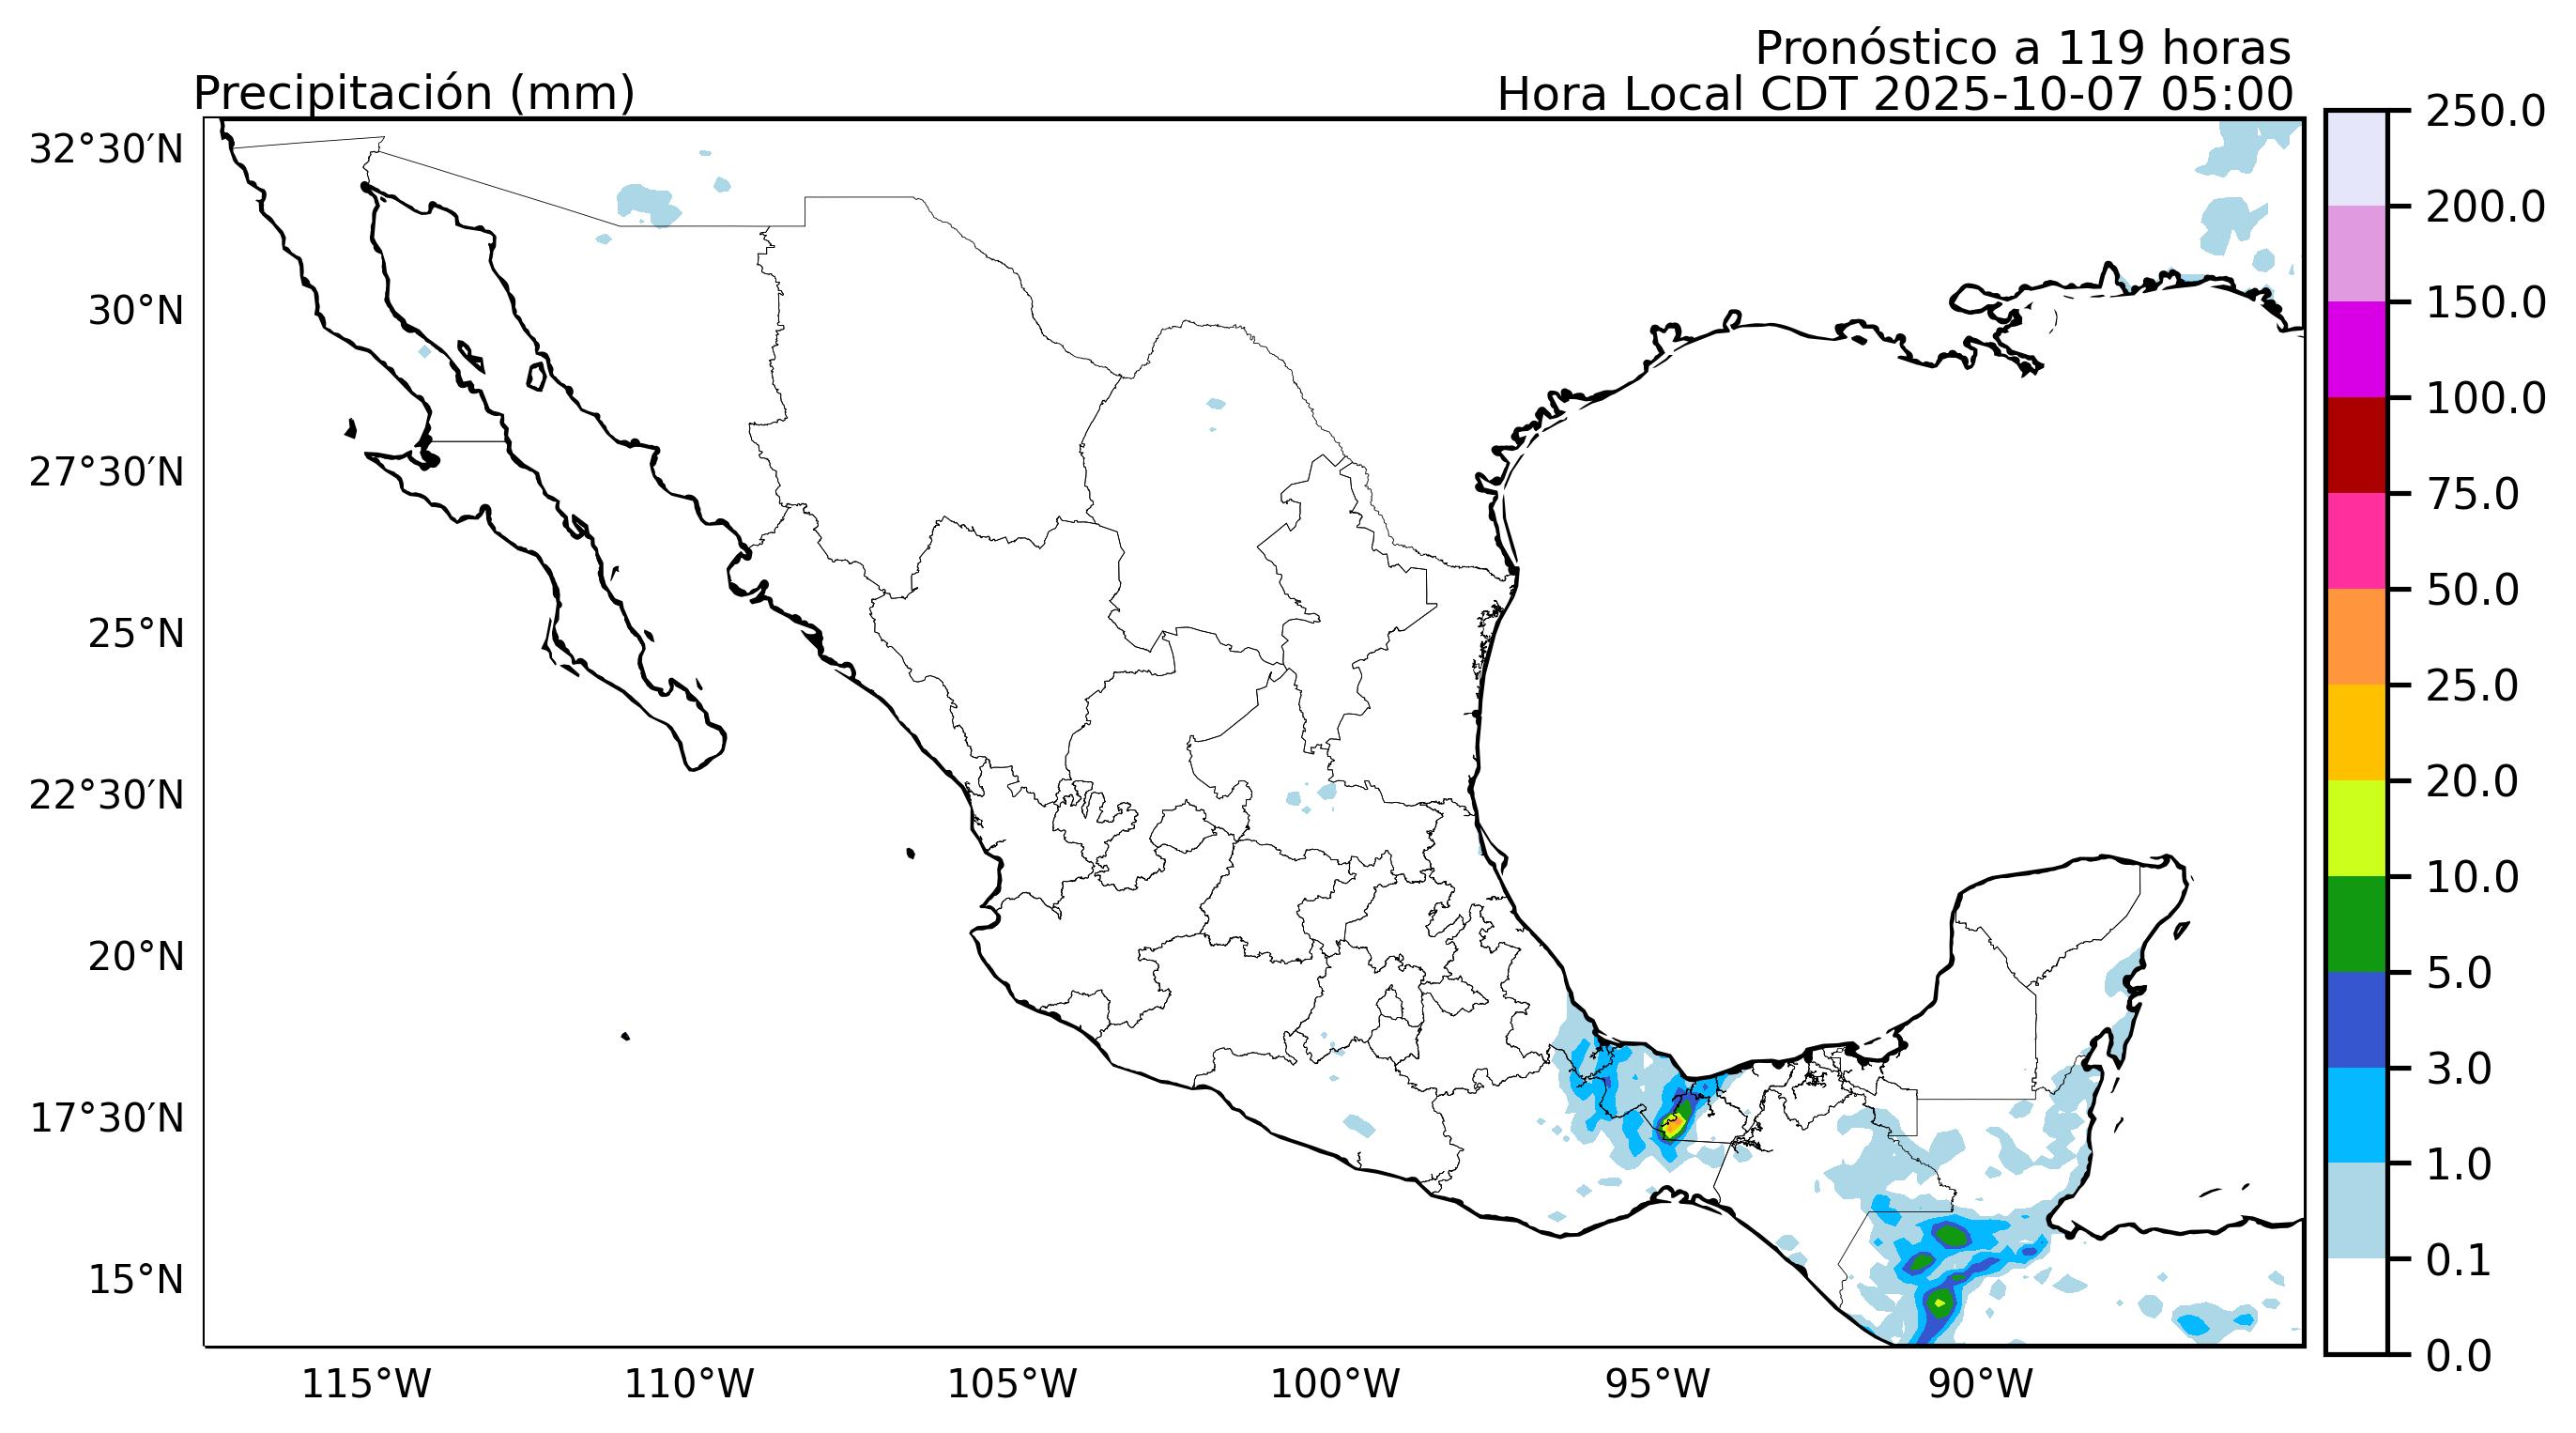 Pronóstico a 119 horas
Precipitación (mm)
Hora Local CDT 2025-10-07 05:00
32°30′N
30°N
27°30′N
25°N
22°30′N
20°N
17°30′N
15°N
115°W
110°W
105°W
100°W
95°W
90°W
250.0
200.0
150.0
100.0
75.0
50.0
25.0
20.0
10.0
5.0
3.0
1.0
0.1
0.0